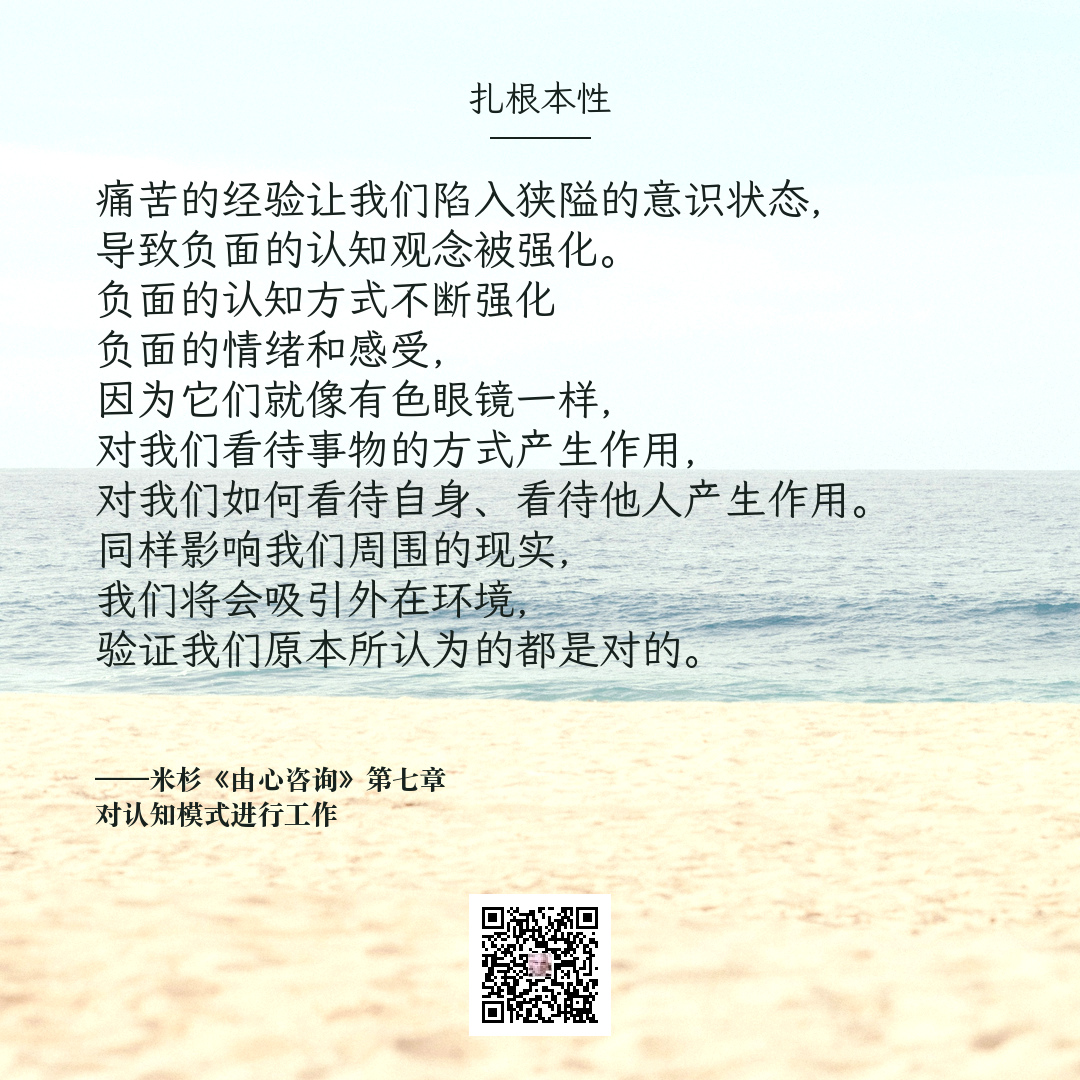 扎根本性
痛苦的经验让我们陷入狭隘的意识状态,
导致负面的认知观念被强化。
负面的认知方式不断强化
负面的情绪和感受,
因为它们就像有色眼镜一样,
对我们看待事物的方式产生作用,
对我们如何看待自身、看待他人产生作用。
同样影响我们周围的现实,
我们将会吸引外在环境,
验证我们原本所认为的都是对的。
——米杉《由心咨询》第七章
对认知模式进行工作